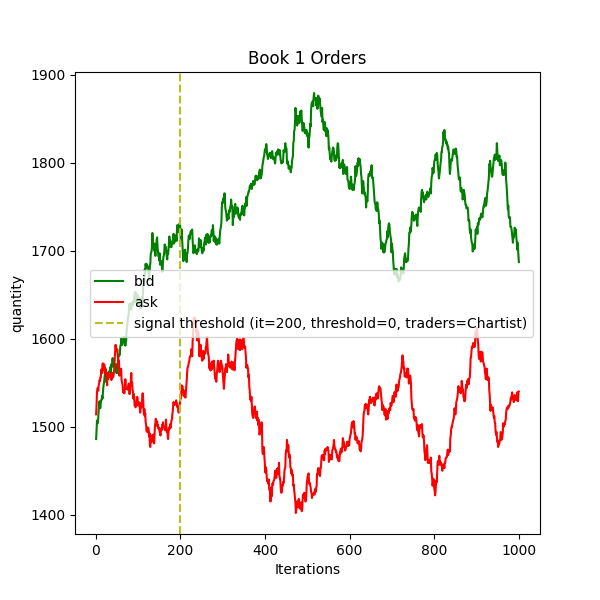 Book 1 Orders
1900
1800
1700
1600
1500
1400
quantity
bid
ask
signal threshold (it=200, threshold=0, traders=Chartist)
0 200 400 600 800 1000
Iterations